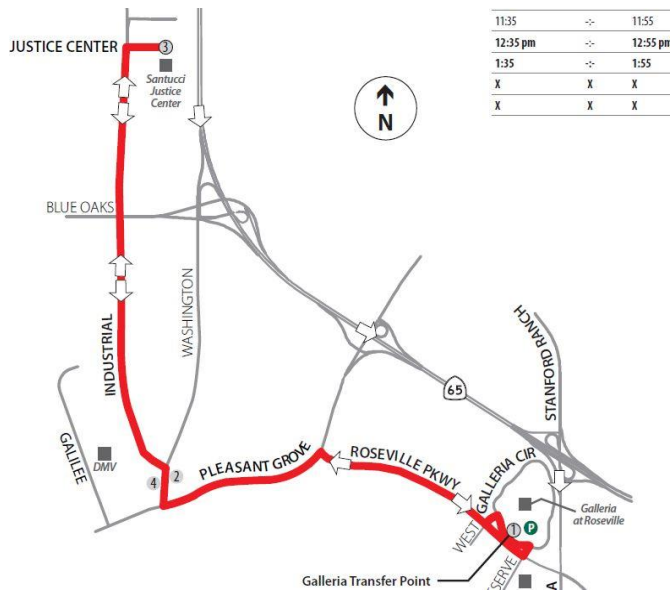 11:35 -:- 11:55
12:35 pm -:- 12:55 pm
1:35 -:- 1:55
X X X
X X X
JUSTICE CENTER
3
Santucci
Justice
Center
N
BLUE OAKS
WASHINGTON
INDUSTRIAL
STANFORD RANCH
65
GALILEE
DMV
4 2
PLEASANT GROVE
ROSEVILLE PKWY
GALLERIA CIR
WEST
Galleria
at Roseville
1 P
Galleria Transfer Point
ESERVE
A